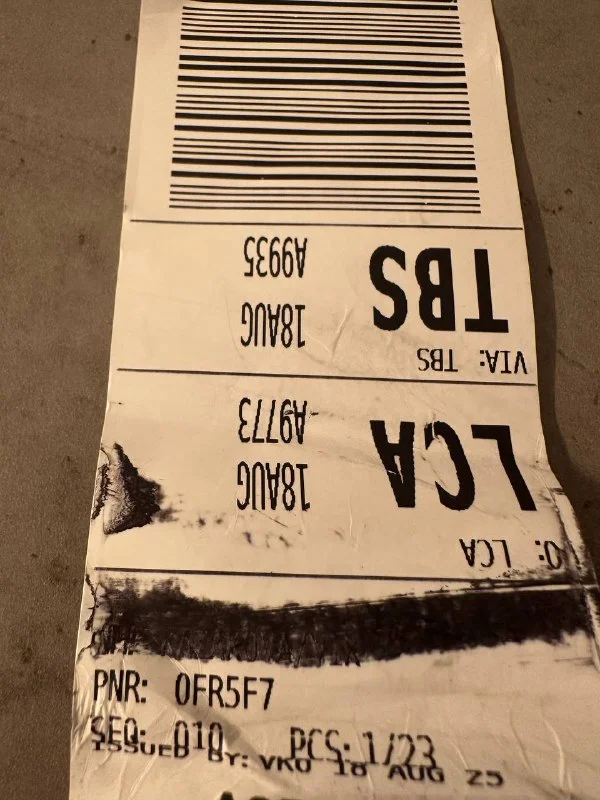 A9935
18AUG
TBS
VIA: TBS
A9773
18AUG
LCA
LCA
PNR: 0FR5F7
SEQ: 010 PCS: 1/23
ISSUED BY: VKO 18 AUG 25